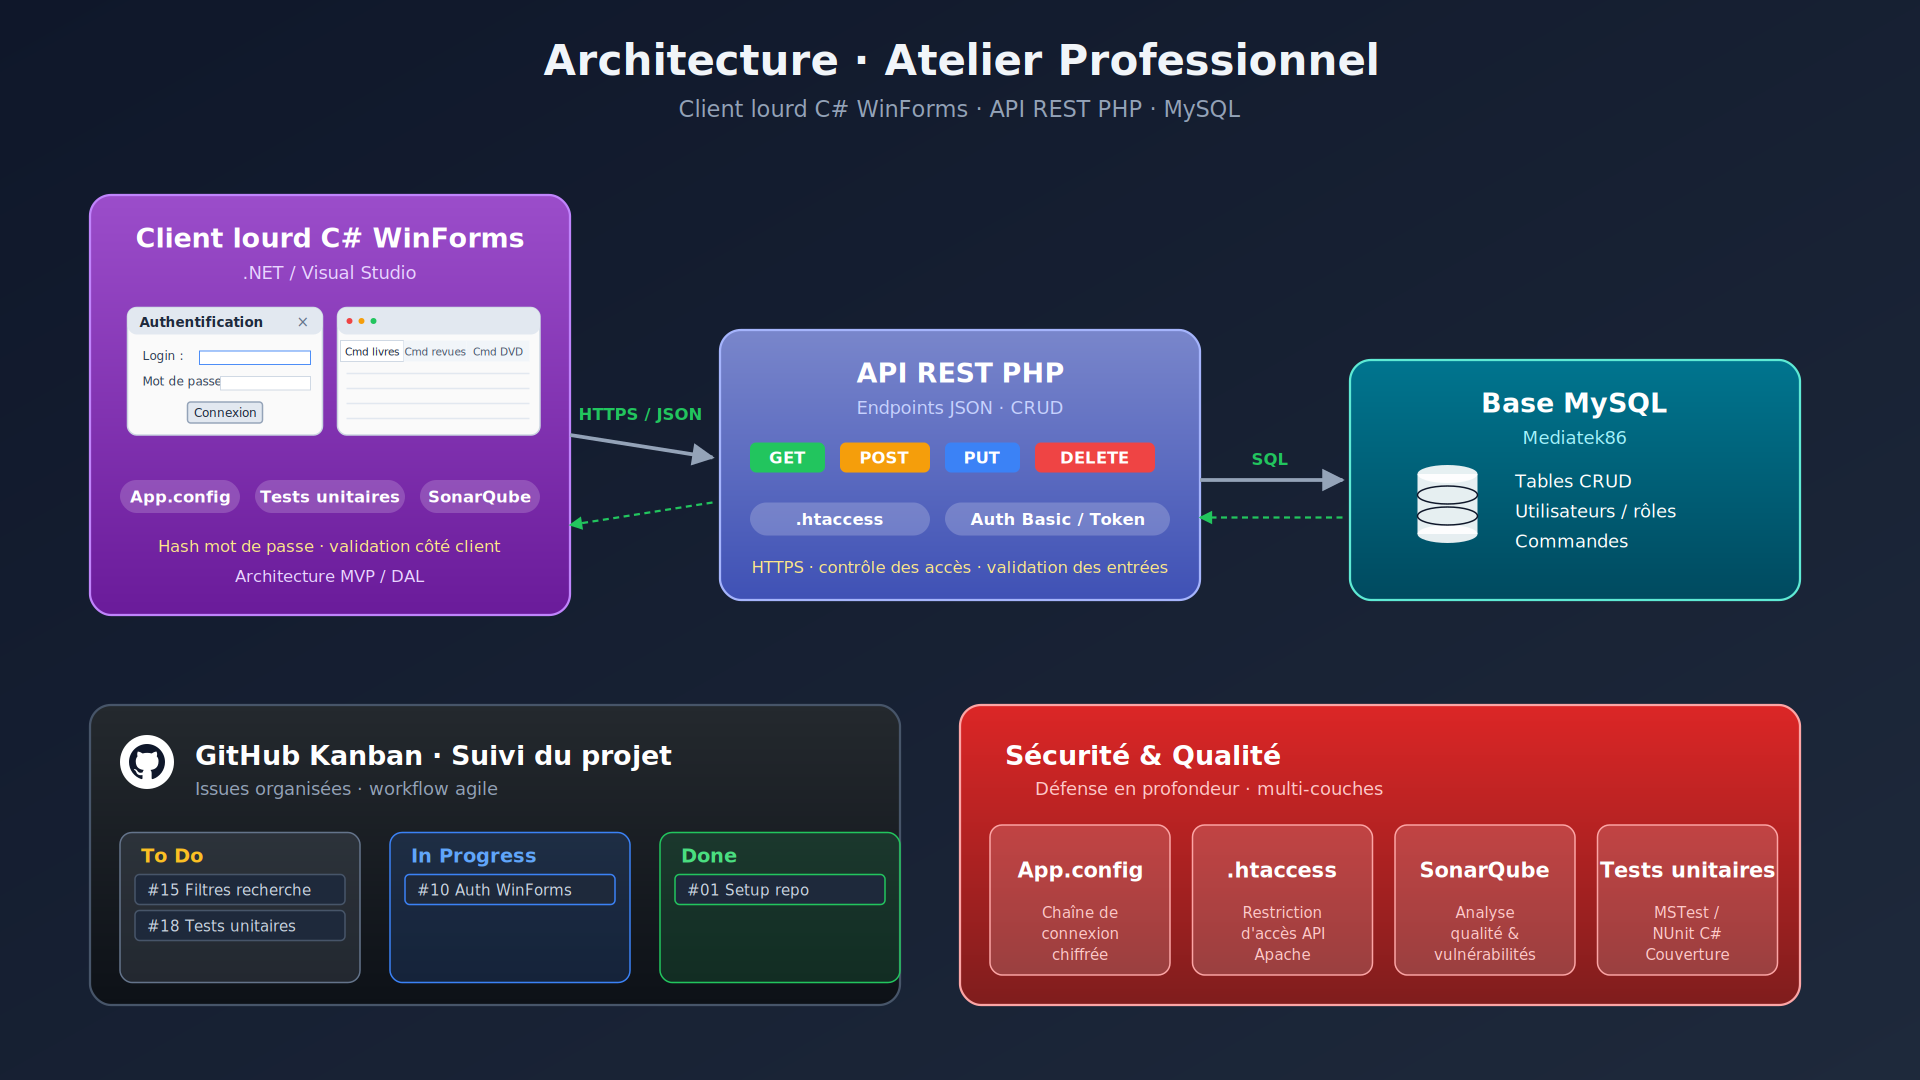 Architecture · Atelier Professionnel
Client lourd C# WinForms · API REST PHP · MySQL
Client lourd C# WinForms
.NET / Visual Studio
Authentification ×
Login :
Mot de passe
Connexion
Cmd livres Cmd revues Cmd DVD
App.config Tests unitaires SonarQube
Hash mot de passe · validation côté client
Architecture MVP / DAL
HTTPS / JSON
API REST PHP
Endpoints JSON · CRUD
GET POST PUT DELETE
.htaccess Auth Basic / Token
HTTPS · contrôle des accès · validation des entrées
SQL
Base MySQL
Mediatek86
Tables CRUD
Utilisateurs / rôles
Commandes
GitHub Kanban · Suivi du projet
Issues organisées · workflow agile
To Do
#15 Filtres recherche
#18 Tests unitaires
In Progress
#10 Auth WinForms
Done
#01 Setup repo
Sécurité & Qualité
Défense en profondeur · multi-couches
App.config
Chaîne de
connexion
chiffrée
.htaccess
Restriction
d'accès API
Apache
SonarQube
Analyse
qualité &
vulnérabilités
Tests unitaires
MSTest /
NUnit C#
Couverture